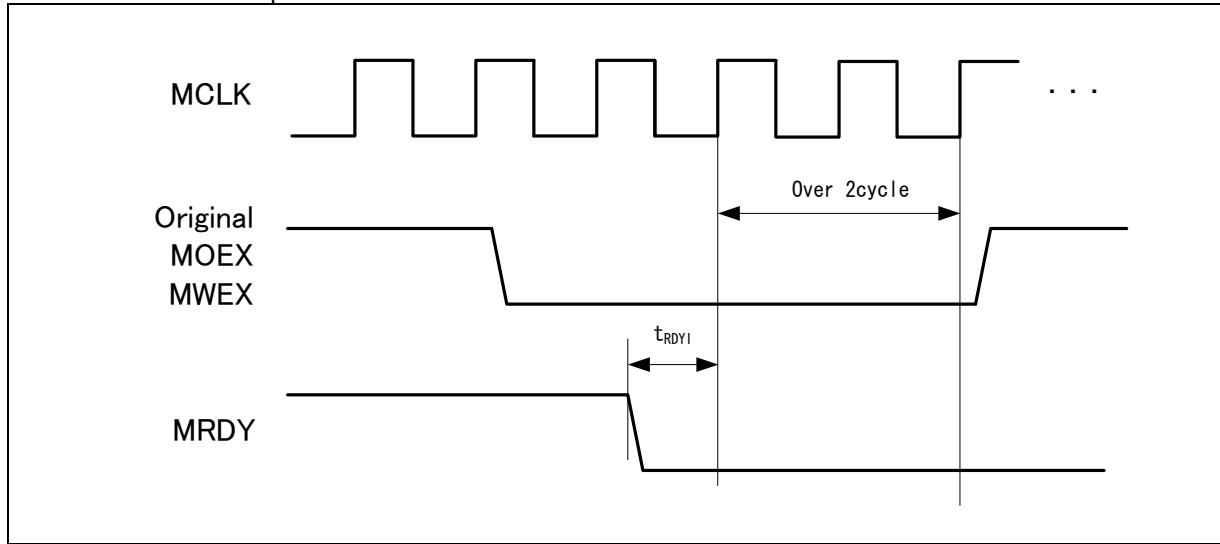 MCLK
· · ·
Over 2cycle
Original
MOEX
MWEX
tRDYI
MRDY